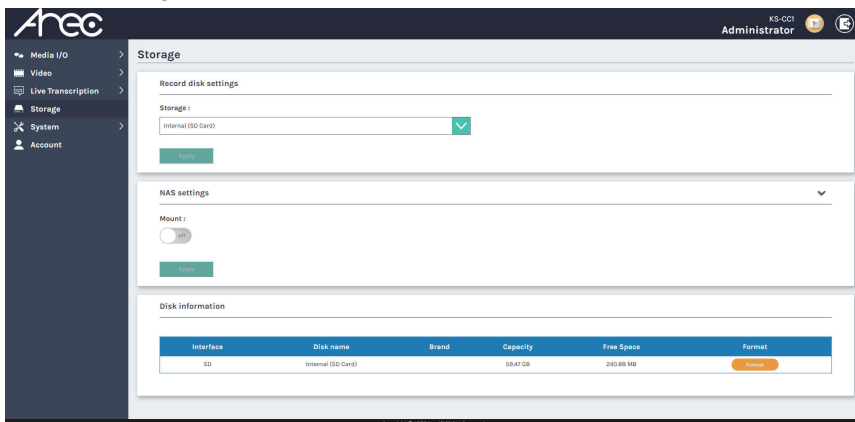 Arec
KS-CC1
Administrator
Media I/O
Video
Live Transcription
Storage
System
Account
Storage
Record disk settings
Storage :
Internal (SD Card)
Apply
NAS settings
Mount :
off
Apply
Disk information
Interface Disk name Brand Capacity Free Space Format
SD Internal (SD Card) 59.47 GB 240.88 MB Format